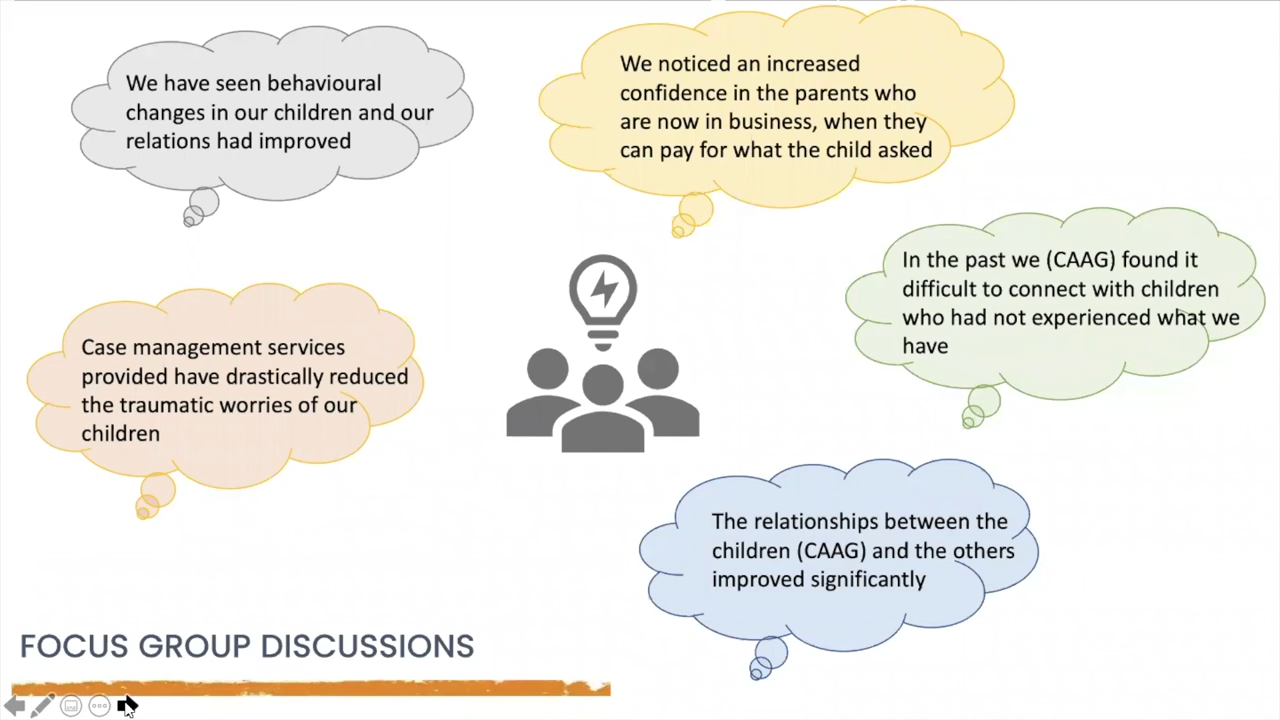 We have seen behavioural
changes in our children and our
relations had improved
We noticed an increased
confidence in the parents who
are now in business, when they
can pay for what the child asked
In the past we (CAAG) found it
difficult to connect with children
who had not experienced what we
have
Case management services
provided have drastically reduced
the traumatic worries of our
children
The relationships between the
children (CAAG) and the others
improved significantly
FOCUS GROUP DISCUSSIONS